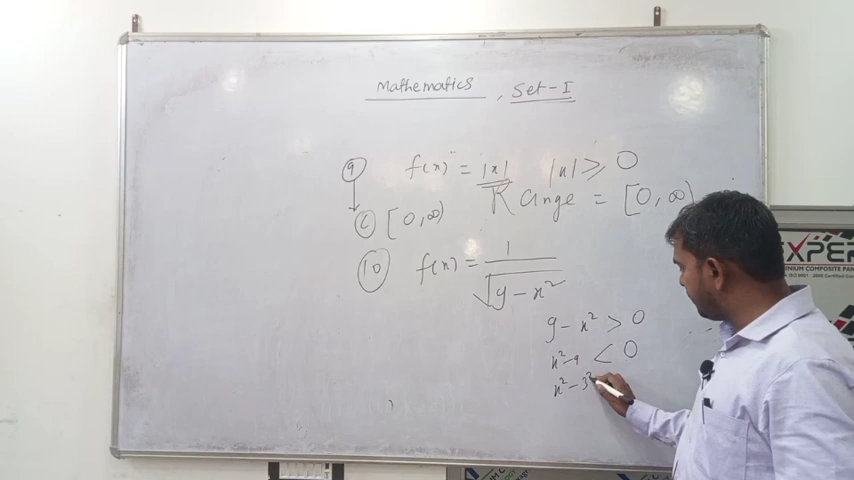 Mathematics, Set-I
9 f(x) = |x| |x| ≥ 0
Range = [0, ∞)
(c) [0, ∞)
10 f(x) = 1/√(9 - x²)
9 - x² > 0
x² - 9 < 0
x² - 3²
EXPER